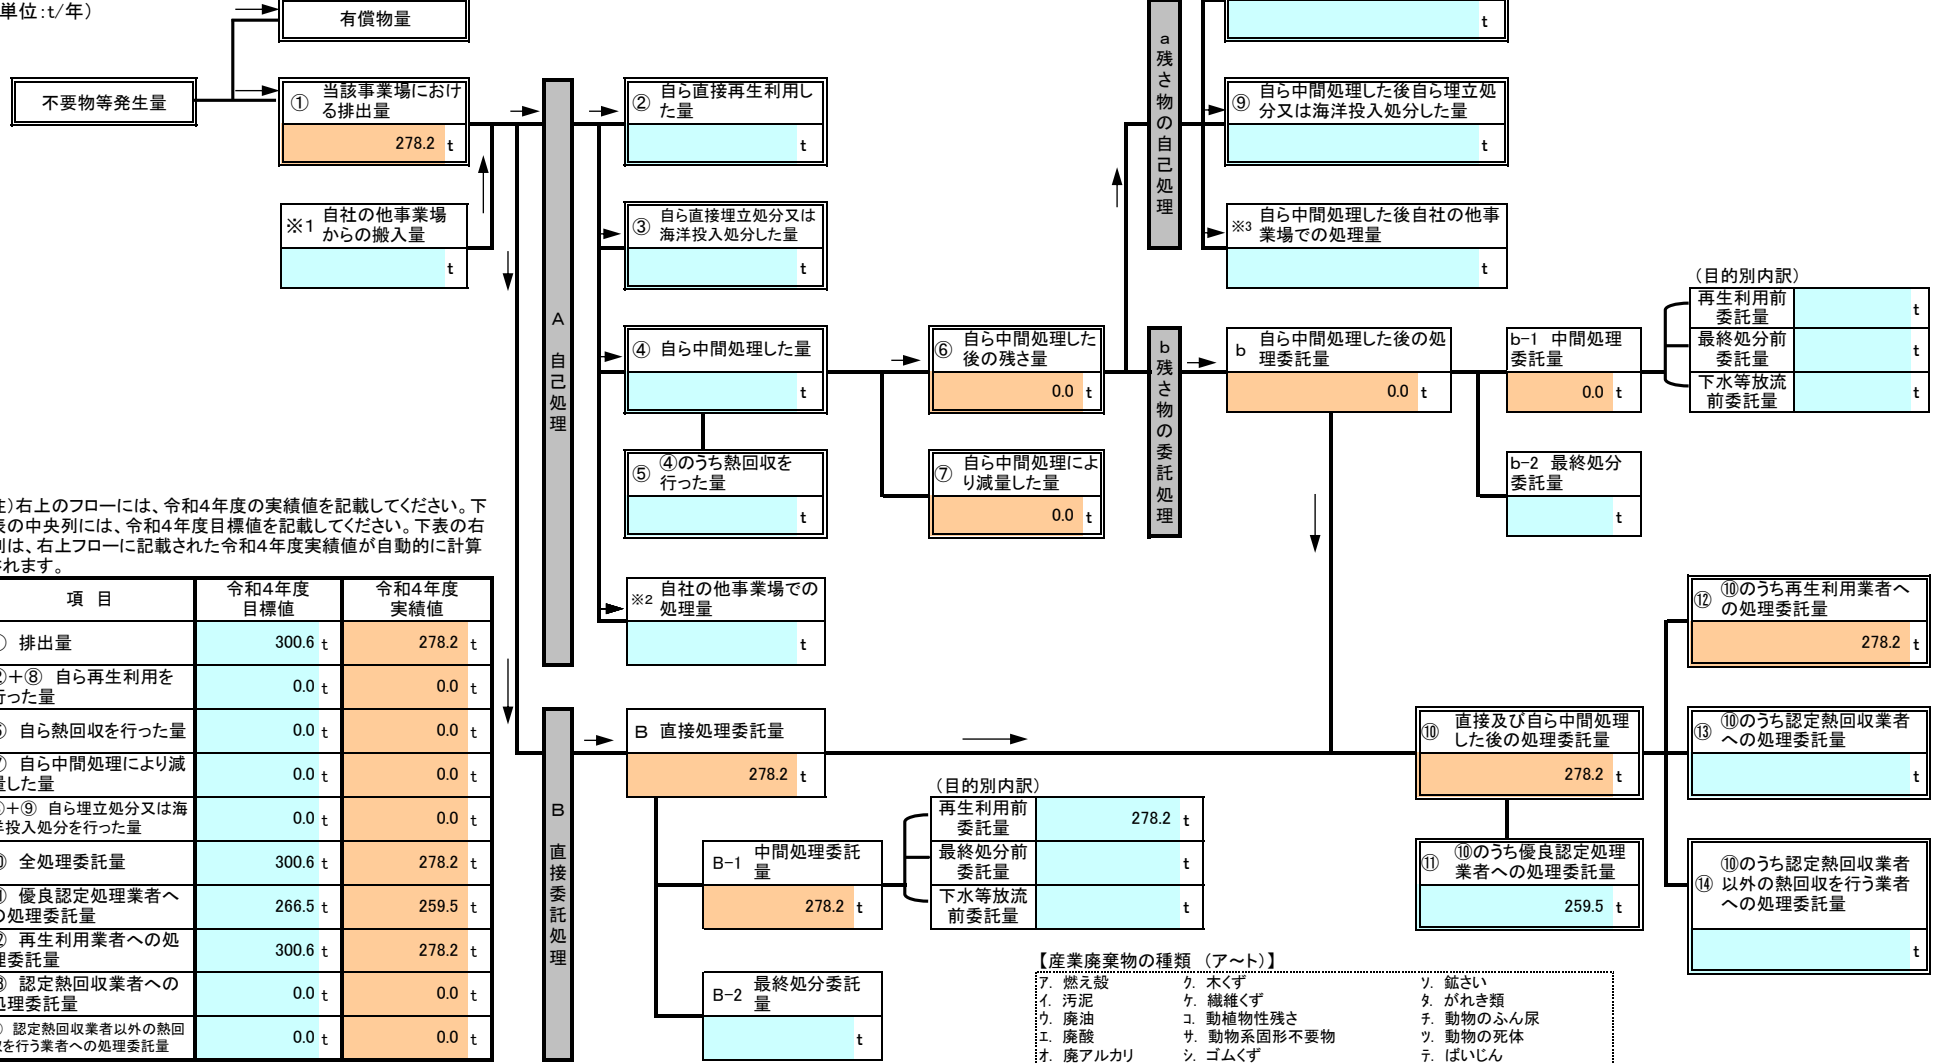 単位:t/年)
有償物量
t
不要物等発生量
① 当該事業場におけ
る排出量
278.2 t
※1 自社の他事業場
からの搬入量
t
A 自己処理
② 自ら直接再生利用し
た量
t
③ 自ら直接埋立処分又は
海洋投入処分した量
t
④ 自ら中間処理した量
t
⑤ ④のうち熱回収を
行った量
t
※2 自社の他事業場での
処理量
t
⑥ 自ら中間処理した
後の残さ量
0.0 t
⑦ 自ら中間処理によ
り減量した量
0.0 t
a 残さ物の自己処理
⑨ 自ら中間処理した後自ら埋立処
分又は海洋投入処分した量
t
※3 自ら中間処理した後自社の他事
業場での処理量
t
b 残さ物の委託処理
b 自ら中間処理した後の処
理委託量
0.0 t
b-1 中間処理
委託量
0.0 t
b-2 最終処分
委託量
t
(目的別内訳)
再生利用前
委託量
t
最終処分前
委託量
t
下水等放流
前委託量
t
)右上のフローには、令和4年度の実績値を記載してください。下
表の中央列には、令和4年度目標値を記載してください。下表の右
列は、右上フローに記載された令和4年度実績値が自動的に計算
されます。
項 目
令和4年度
目標値
令和4年度
実績値
排出量 300.6 t 278.2 t
+⑧ 自ら再生利用を
行った量 0.0 t 0.0 t
自ら熱回収を行った量 0.0 t 0.0 t
自ら中間処理により減
量した量 0.0 t 0.0 t
+⑨ 自ら埋立処分又は海
洋投入処分を行った量 0.0 t 0.0 t
全処理委託量 300.6 t 278.2 t
優良認定処理業者へ
の処理委託量 266.5 t 259.5 t
再生利用業者への処
理委託量 300.6 t 278.2 t
認定熱回収業者への
処理委託量 0.0 t 0.0 t
認定熱回収業者以外の熱回
収を行う業者への処理委託量 0.0 t 0.0 t
B 直接委託処理
B 直接処理委託量
278.2 t
B-1 中間処理委託
量
278.2 t
B-2 最終処分委託
量
t
(目的別内訳)
再生利用前
委託量
278.2 t
最終処分前
委託量
t
下水等放流
前委託量
t
⑩ 直接及び自ら中間処理
した後の処理委託量
278.2 t
⑪ ⑩のうち優良認定処理
業者への処理委託量
259.5 t
⑫ ⑩のうち再生利用業者へ
の処理委託量
278.2 t
⑬ ⑩のうち認定熱回収業者
への処理委託量
t
⑭ ⑩のうち認定熱回収業者
以外の熱回収を行う業者
への処理委託量
t
【産業廃棄物の種類 (ア~ト)】
ア. 燃え殻 ク. 木くず ソ. 鉱さい
イ. 汚泥 ケ. 繊維くず タ. がれき類
ウ. 廃油 コ. 動植物性残さ チ. 動物のふん尿
エ. 廃酸 サ. 動物系固形不要物 ツ. 動物の死体
オ. 廃アルカリ シ. ゴムくず テ. ばいじん